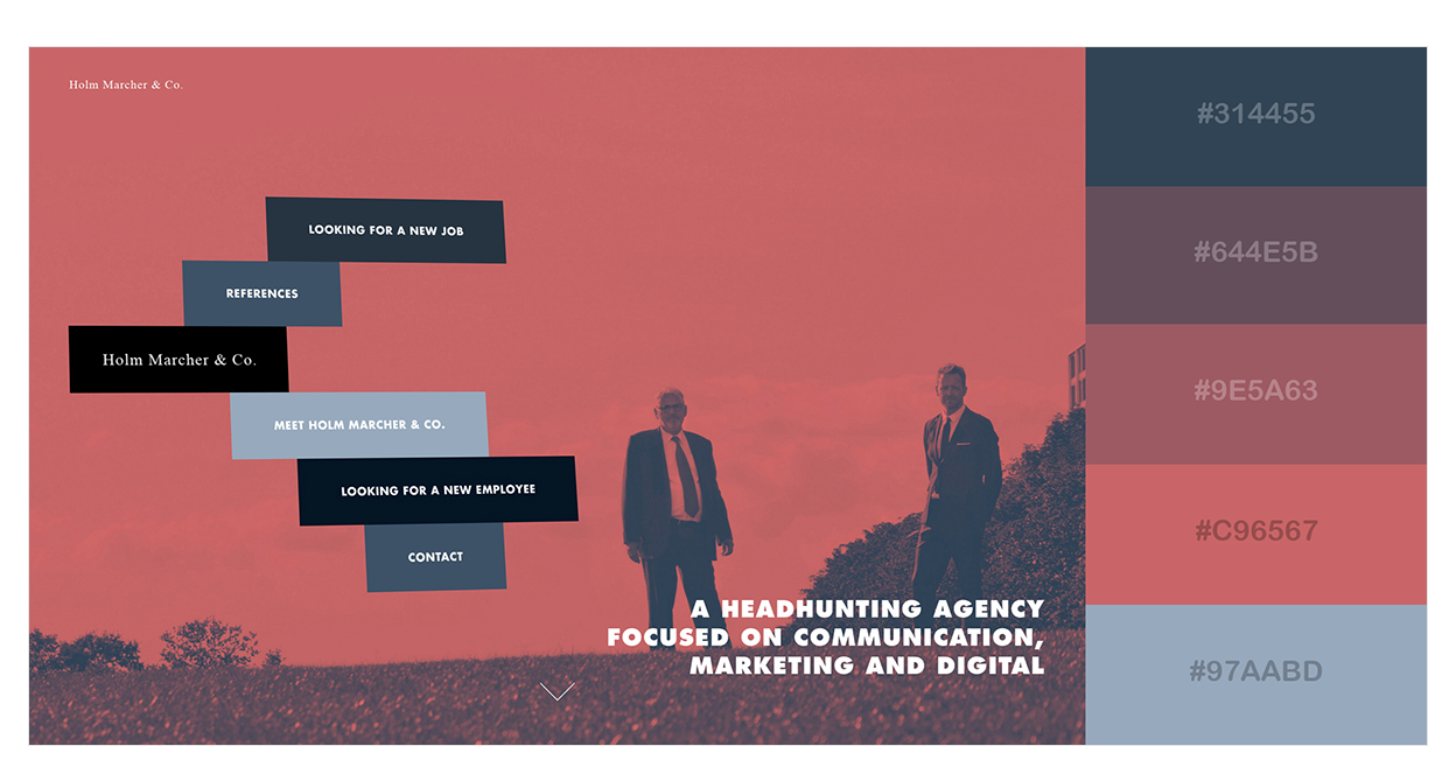 Holm Marcher & Co.
LOOKING FOR A NEW JOB
REFERENCES
Holm Marcher & Co.
MEET HOLM MARCHER & CO.
LOOKING FOR A NEW EMPLOYEE
CONTACT
A HEADHUNTING AGENCY
FOCUSED ON COMMUNICATION,
MARKETING AND DIGITAL
#314455
#644E5B
#9E5A63
#C96567
#97AABD